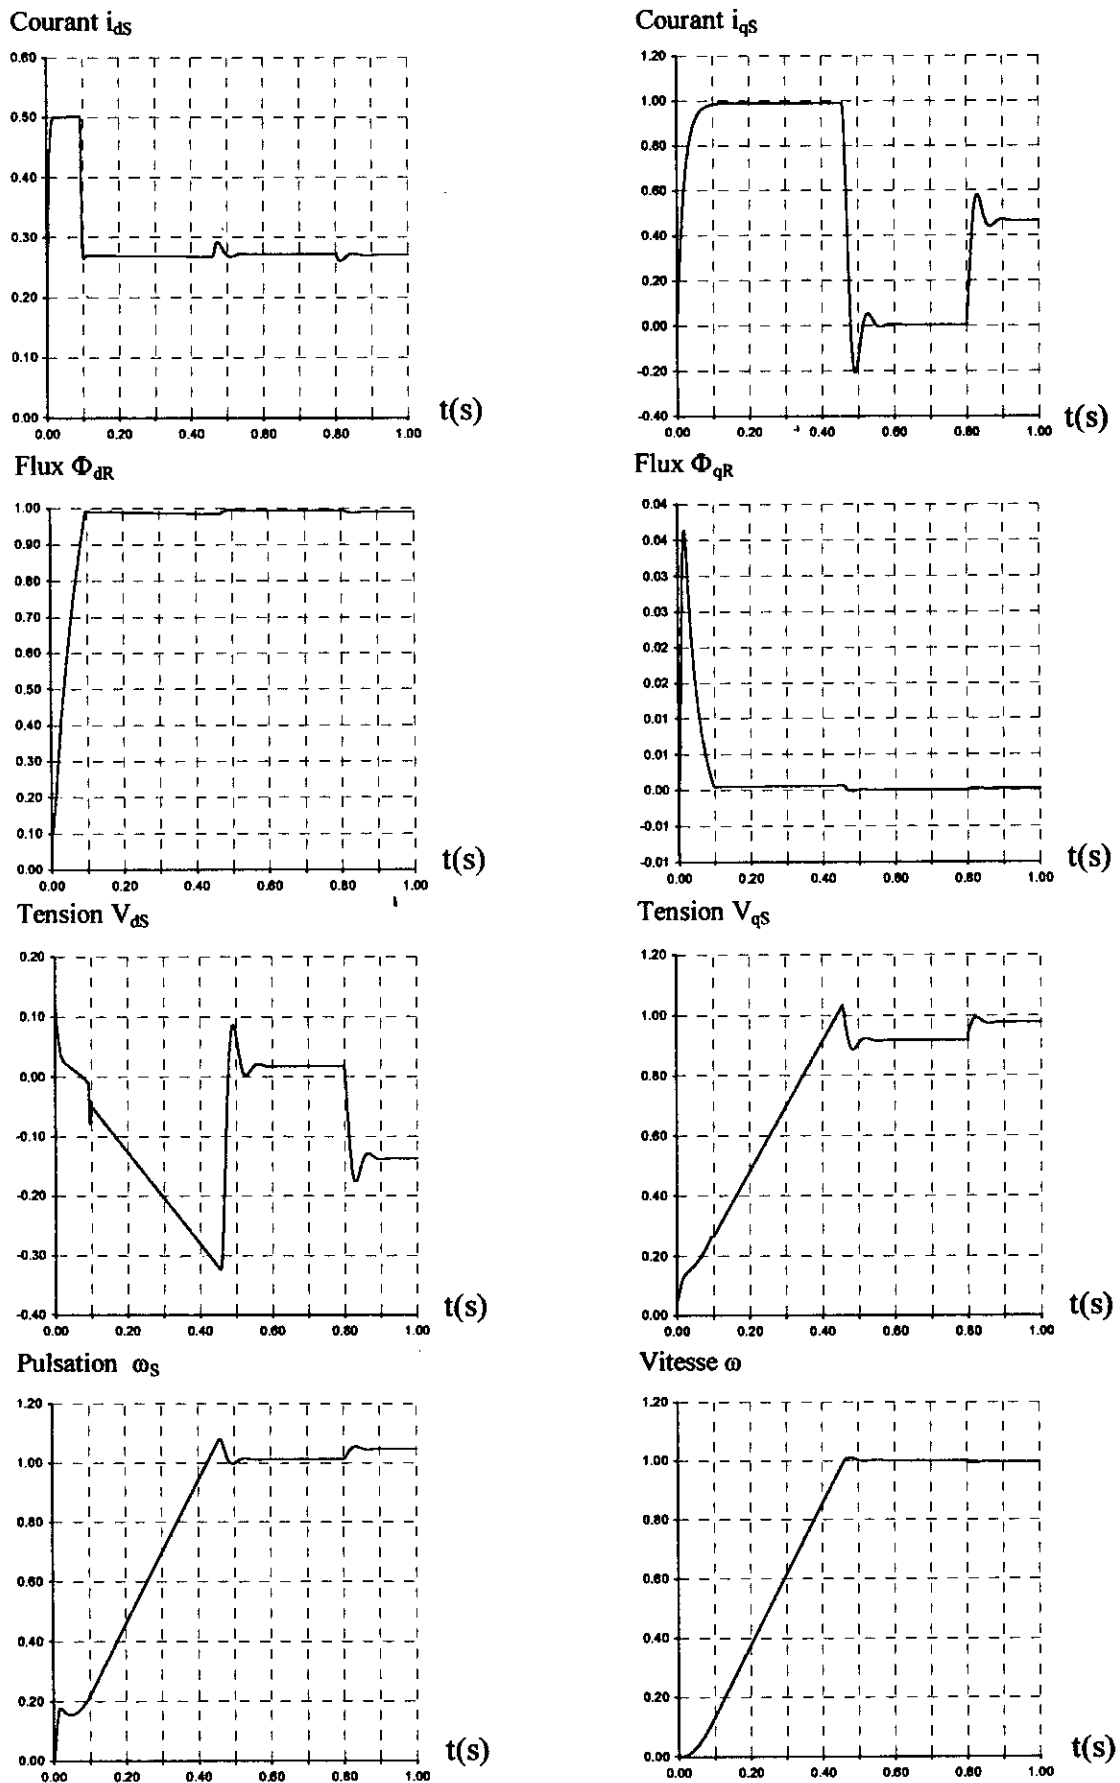 Courant i_dS
0.60
0.50
0.40
0.30
0.20
0.10
0.00
0.00 0.20 0.40 0.60 0.80 1.00
t(s)
Courant i_qS
1.20
1.00
0.80
0.60
0.40
0.20
0.00
-0.20
-0.40
0.00 0.20 0.40 0.60 0.80 1.00
t(s)
Flux Φ_dR
1.00
0.90
0.80
0.70
0.60
0.50
0.40
0.30
0.20
0.10
0.00
0.00 0.20 0.40 0.60 0.80 1.00
t(s)
Flux Φ_qR
0.04
0.04
0.03
0.03
0.02
0.02
0.01
0.01
0.00
-0.01
-0.01
0.00 0.20 0.40 0.60 0.80 1.00
t(s)
Tension V_dS
0.20
0.10
0.00
-0.10
-0.20
-0.30
-0.40
0.00 0.20 0.40 0.60 0.80 1.00
t(s)
Tension V_qS
1.20
1.00
0.80
0.60
0.40
0.20
0.00
0.00 0.20 0.40 0.60 0.80 1.00
t(s)
Pulsation ω_S
1.20
1.00
0.80
0.60
0.40
0.20
0.00
0.00 0.20 0.40 0.60 0.80 1.00
t(s)
Vitesse ω
1.20
1.00
0.80
0.60
0.40
0.20
0.00
0.00 0.20 0.40 0.60 0.80 1.00
t(s)